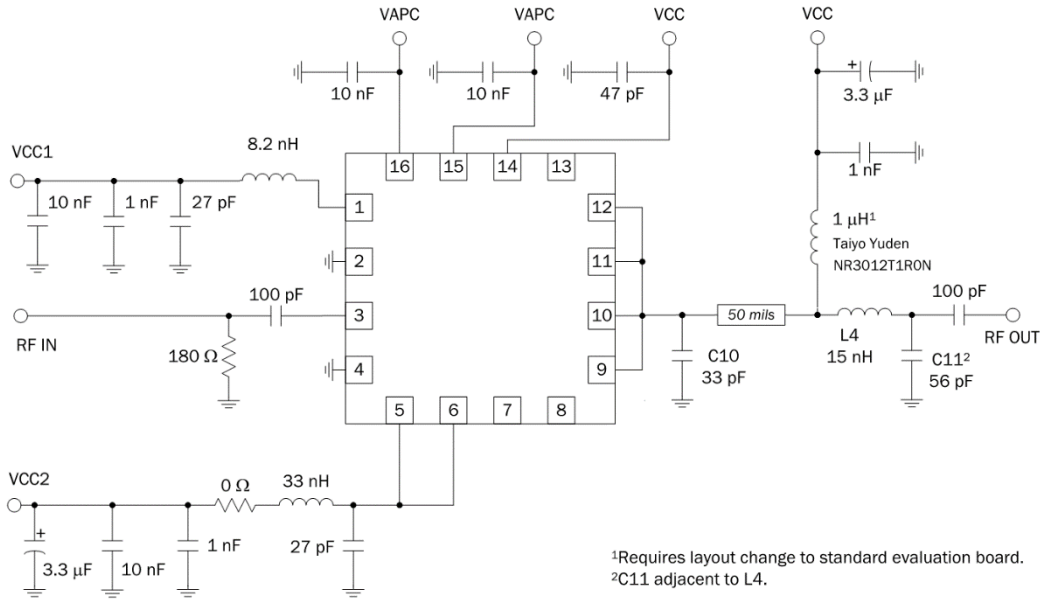 VAPC
VAPC
VCC
VCC
10 nF
10 nF
47 pF
+
3.3 µF
1 nF
VCC1
8.2 nH
10 nF
1 nF
27 pF
16
15
14
13
1
2
3
4
12
11
10
9
5
6
7
8
1 µH¹
Taiyo Yuden
NR3012T1R0N
100 pF
RF IN
180 Ω
50 mils
C10
33 pF
L4
15 nH
100 pF
RF OUT
C11²
56 pF
VCC2
0 Ω
33 nH
+
3.3 µF
10 nF
1 nF
27 pF
¹Requires layout change to standard evaluation board.
²C11 adjacent to L4.